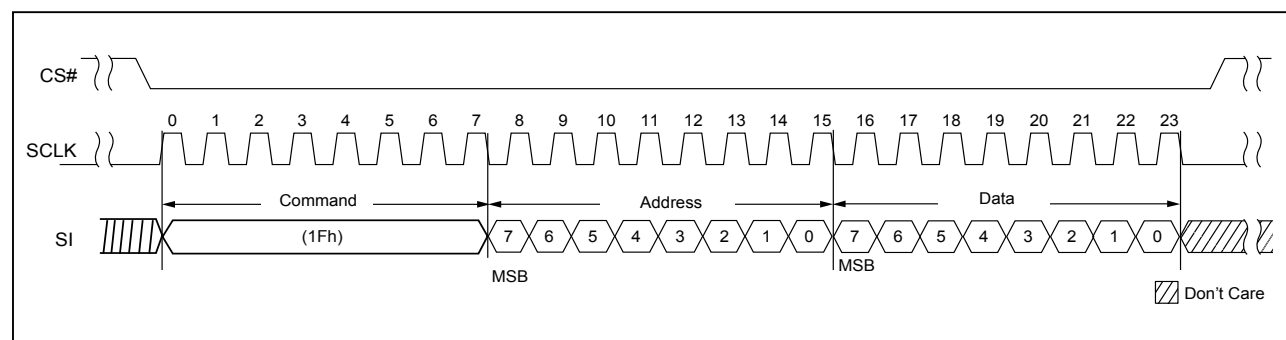 CS#
0 1 2 3 4 5 6 7 8 9 10 11 12 13 14 15 16 17 18 19 20 21 22 23
SCLK
Command Address Data
SI (1Fh) 7 6 5 4 3 2 1 0 7 6 5 4 3 2 1 0
MSB MSB
Don't Care